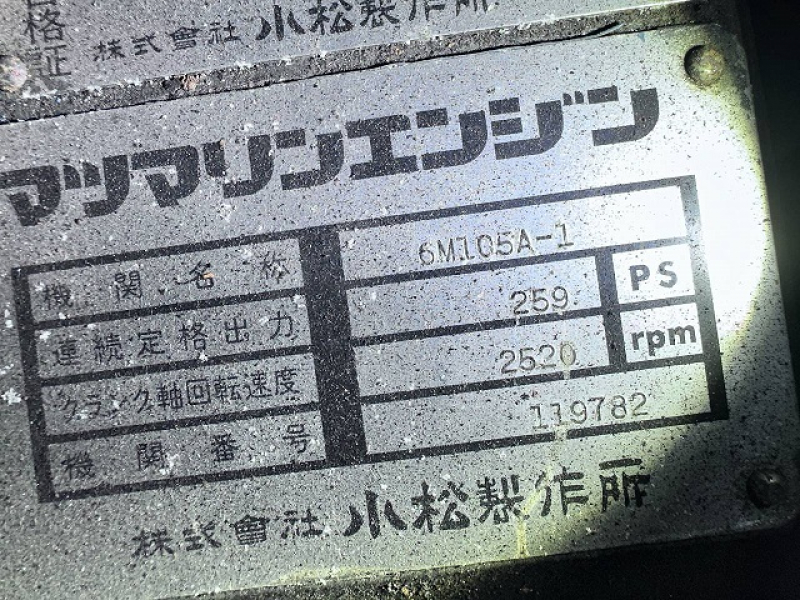 格
証
株式會社 小松製作所
マツマリンエンジン
機関名称 6M105A-1
連続定格出力 259 PS
クランク軸回転速度 2520 rpm
機関番号 119782
株式會社 小松製作所